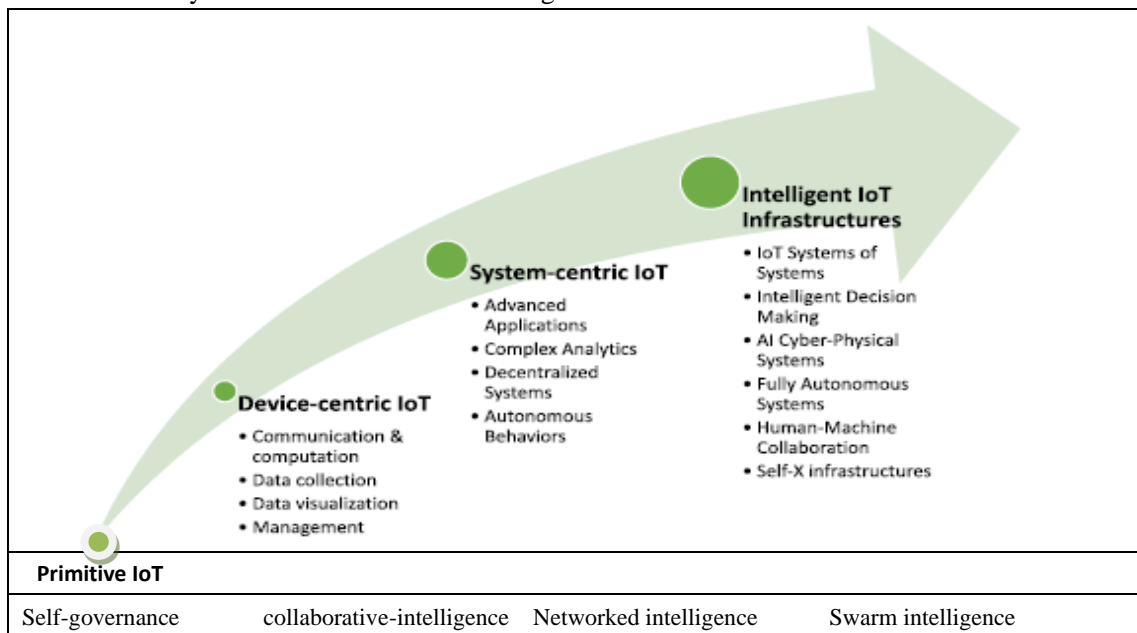 Device-centric IoT
• Communication &
computation
• Data collection
• Data visualization
• Management
System-centric IoT
• Advanced
Applications
• Complex Analytics
• Decentralized
Systems
• Autonomous
Behaviors
Intelligent IoT
Infrastructures
• IoT Systems of
Systems
• Intelligent Decision
Making
• AI Cyber-Physical
Systems
• Fully Autonomous
Systems
• Human-Machine
Collaboration
• Self-X infrastructures
Primitive IoT
Self-governance collaborative-intelligence Networked intelligence Swarm intelligence